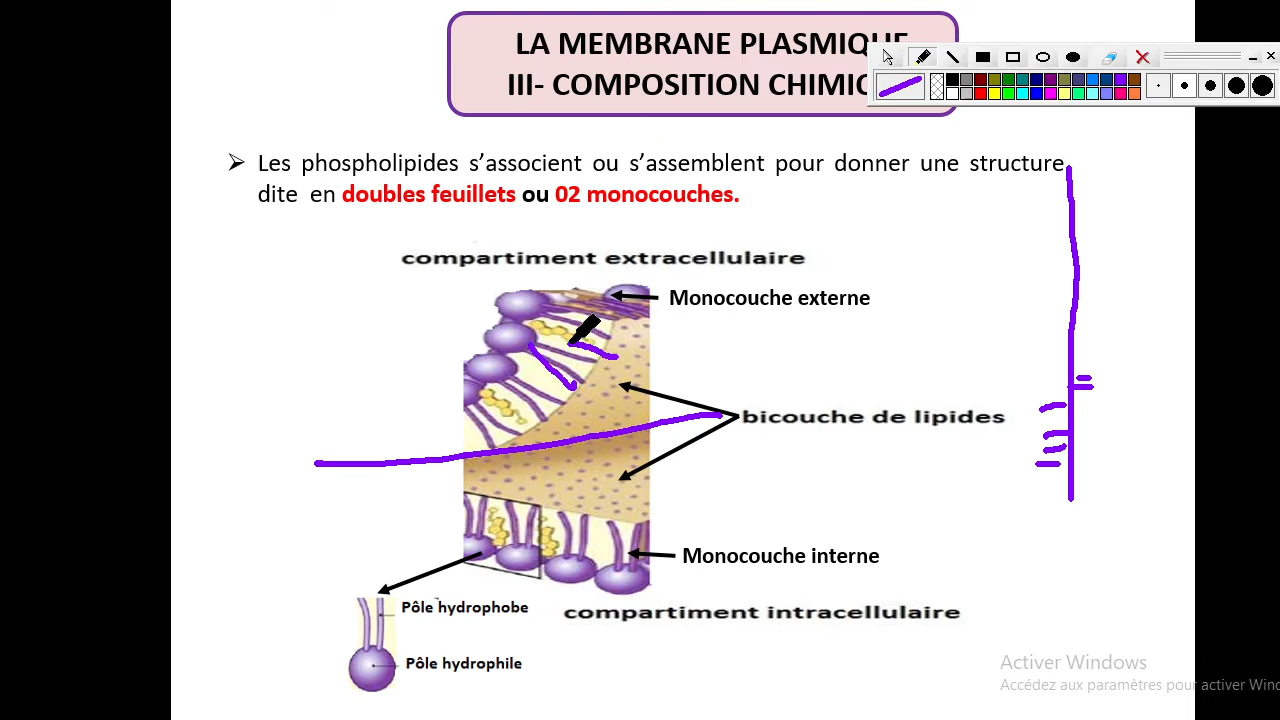 LA MEMBRANE PLASMIQUE
III- COMPOSITION CHIMI
Les phospholipides s'associent ou s'assemblent pour donner une structure
dite en doubles feuillets ou 02 monocouches.
compartiment extracellulaire
Monocouche externe
bicouche de lipides
Monocouche interne
Pôle hydrophobe
compartiment intracellulaire
Pôle hydrophile
Activer Windows
Accédez aux paramètres pour activer Wind